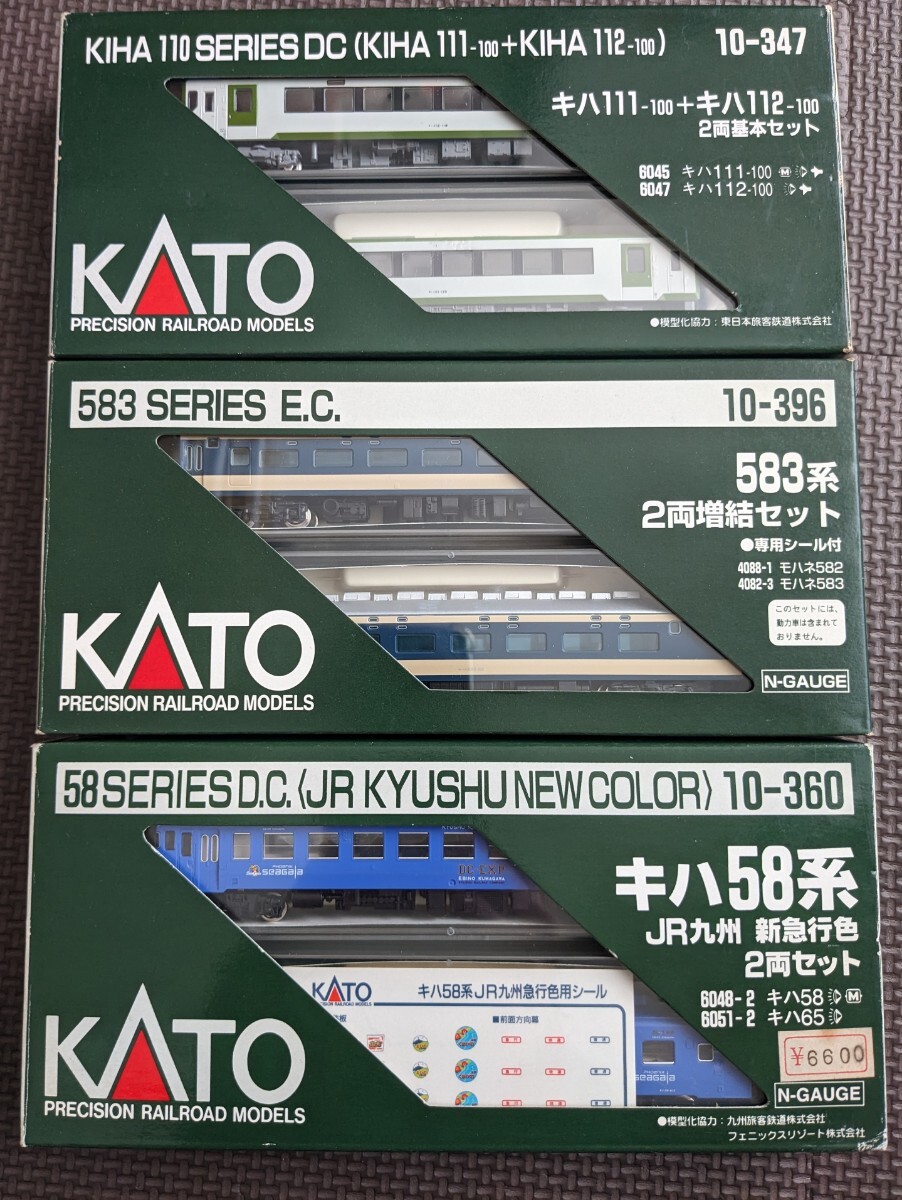 KIHA 110 SERIES DC (KIHA 111-100+KIHA 112-100) 10-347
キハ111-100+キハ112-100
2両基本セット
6045 キハ111-100 M
6047 キハ112-100
KATO
PRECISION RAILROAD MODELS
●模型化協力:東日本旅客鉄道株式会社
583 SERIES E.C. 10-396
583系
2両増結セット
●専用シール付
4088-1 モハネ582
4082-3 モハネ583
このセットには、
動力車は含まれて
おりません。
KATO
PRECISION RAILROAD MODELS
N-GAUGE
58 SERIES D.C.〈JR KYUSHU NEW COLOR〉 10-360
キハ58系
JR九州 新急行色
2両セット
6048-2 キハ58 M
6051-2 キハ65
¥6600
N-GAUGE
PHOENIX
seagaia
EBINO KUMAGAWA
KATO
PRECISION RAILROAD MODELS
キハ58系JR九州急行色用シール
■前面方向幕
PHOENIX
seagaia
KATO
PRECISION RAILROAD MODELS
●模型化協力:九州旅客鉄道株式会社
フェニックスリゾート株式会社